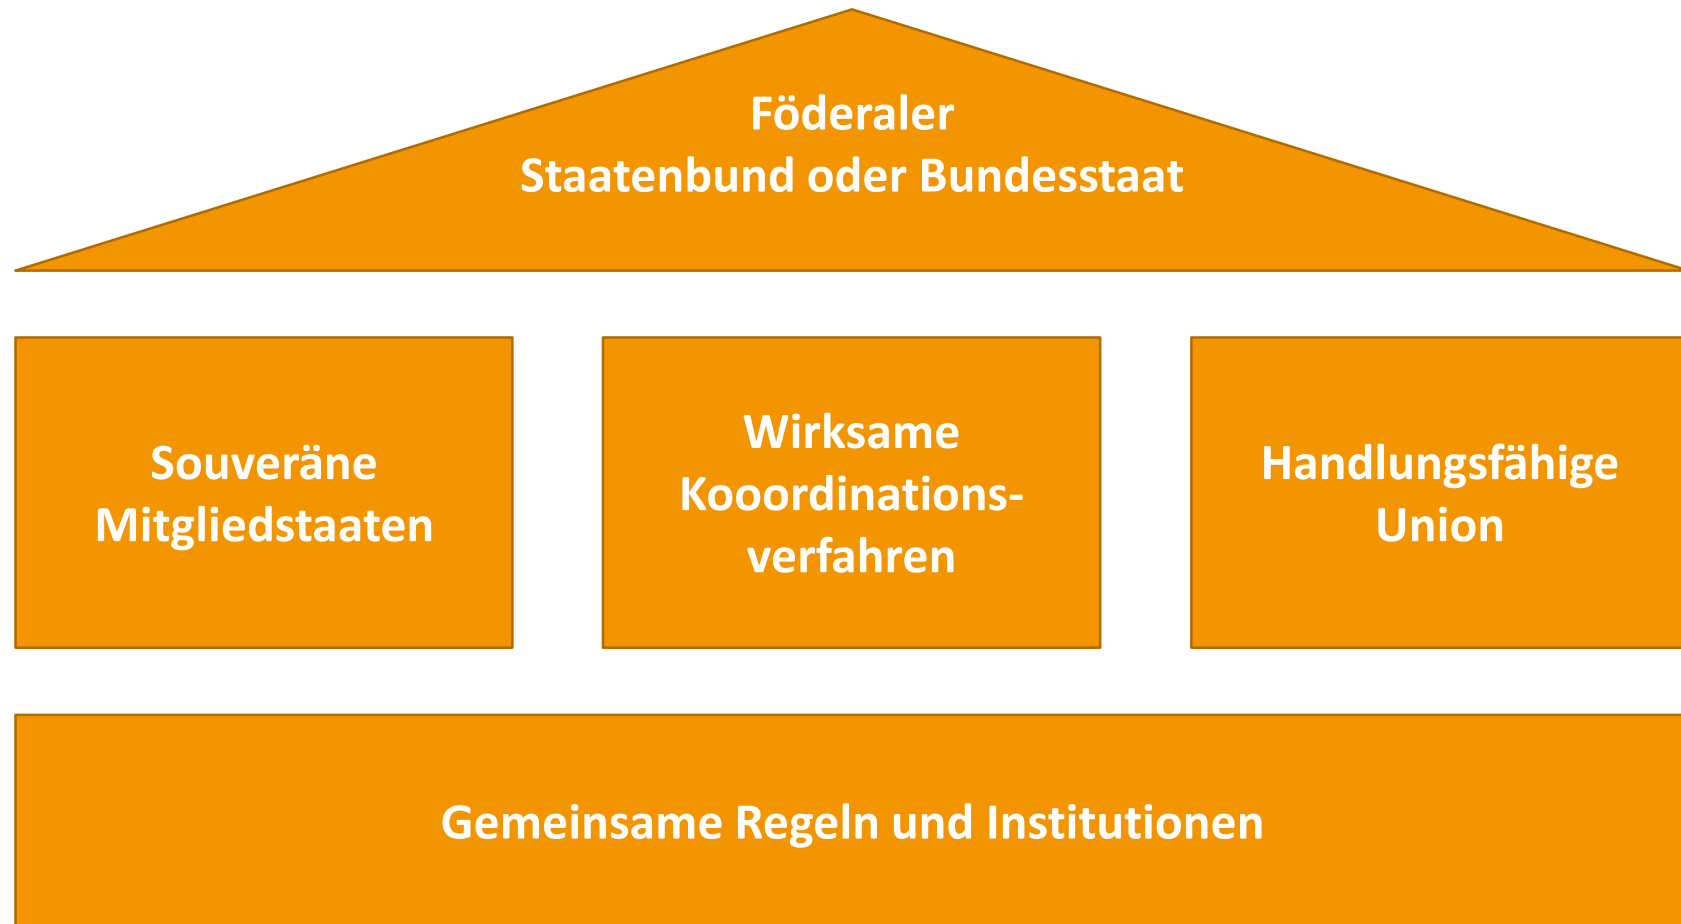 Föderaler
Staatenbund oder Bundesstaat
Souveräne
Mitgliedstaaten
Wirksame
Kooordinations-
verfahren
Handlungsfähige
Union
Gemeinsame Regeln und Institutionen